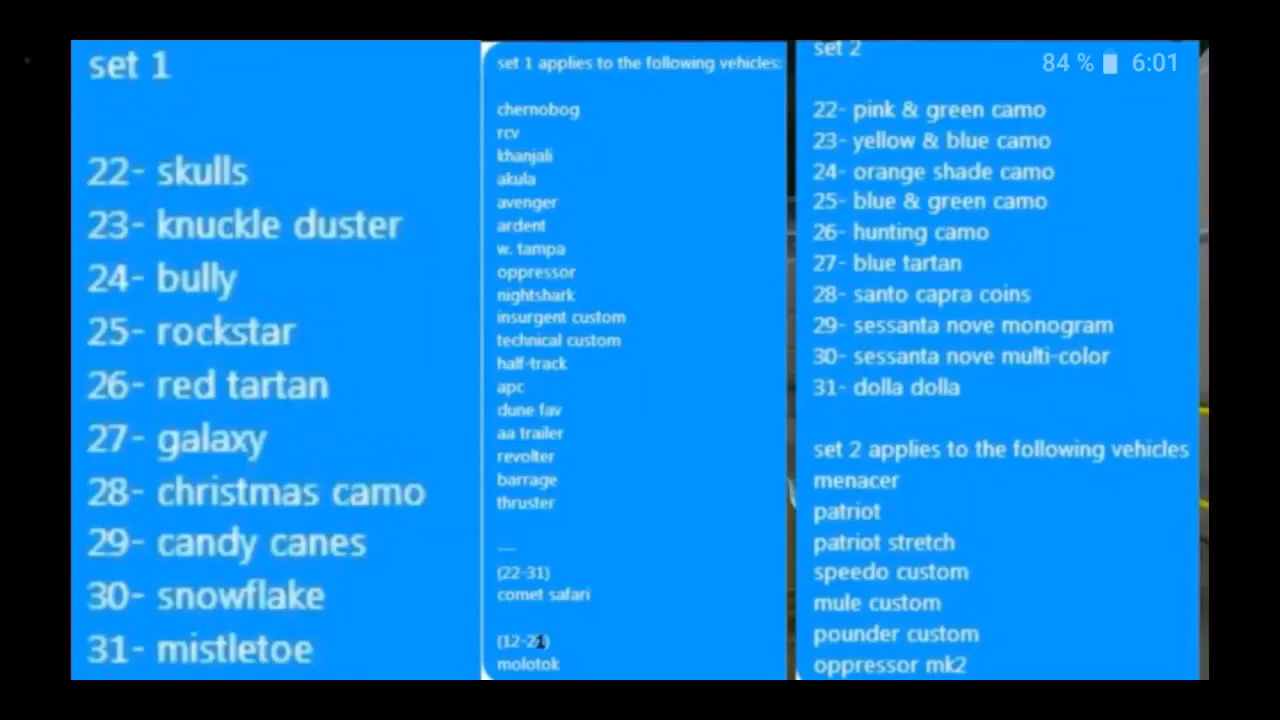 set 1
22- skulls
23- knuckle duster
24- bully
25- rockstar
26- red tartan
27- galaxy
28- christmas camo
29- candy canes
30- snowflake
31- mistletoe
set 1 applies to the following vehicles:
chernobog
rcv
khanjali
akula
avenger
ardent
w. tampa
oppressor
nightshark
insurgent custom
technical custom
half-track
apc
dune fav
aa trailer
revolter
barrage
thruster
---
(22-31)
comet safari
(12-21)
molotok
set 2
84 % 6:01
22- pink & green camo
23- yellow & blue camo
24- orange shade camo
25- blue & green camo
26- hunting camo
27- blue tartan
28- santo capra coins
29- sessanta nove monogram
30- sessanta nove multi-color
31- dolla dolla
set 2 applies to the following vehicles
menacer
patriot
patriot stretch
speedo custom
mule custom
pounder custom
oppressor mk2